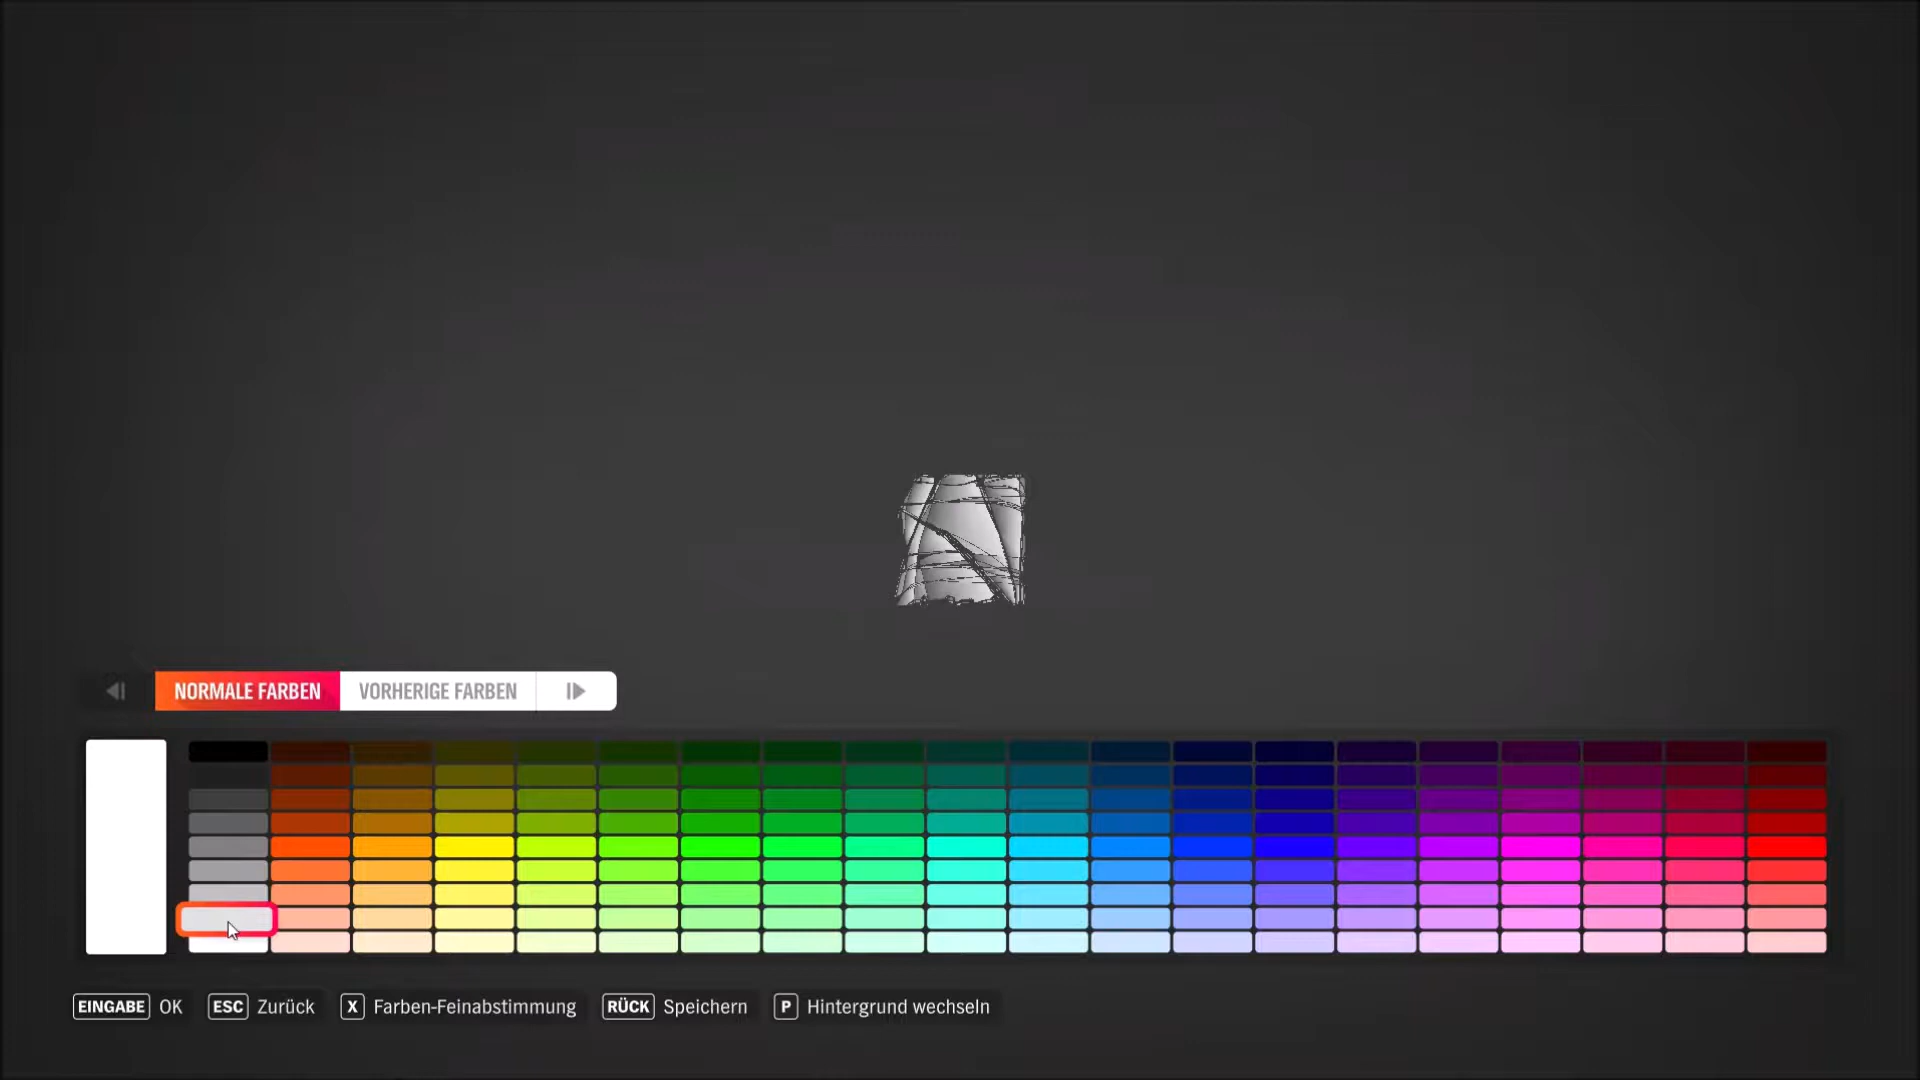 NORMALE FARBEN VORHERIGE FARBEN
EINGABE OK ESC Zurück X Farben-Feinabstimmung RÜCK Speichern P Hintergrund wechseln